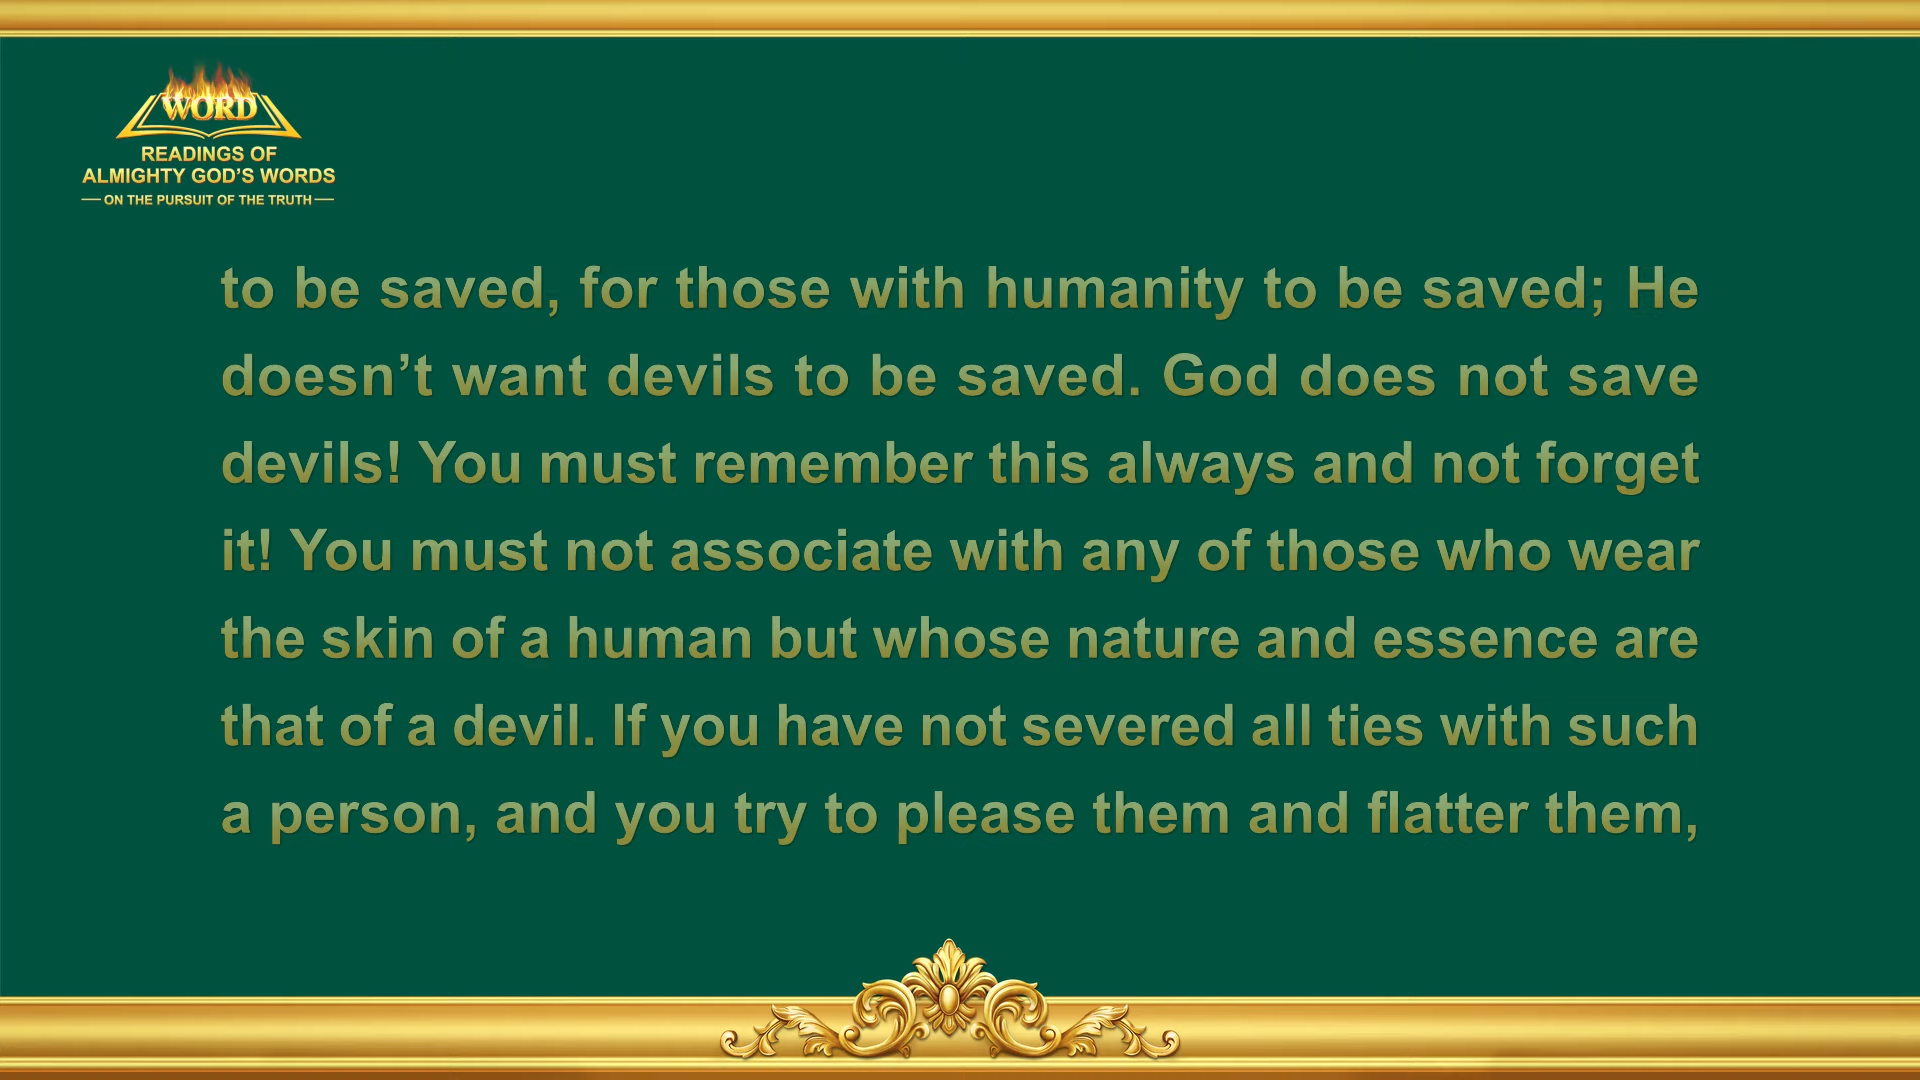 WORD
READINGS OF
ALMIGHTY GOD’S WORDS
ON THE PURSUIT OF THE TRUTH
to be saved, for those with humanity to be saved; He
doesn’t want devils to be saved. God does not save
devils! You must remember this always and not forget
it! You must not associate with any of those who wear
the skin of a human but whose nature and essence are
that of a devil. If you have not severed all ties with such
a person, and you try to please them and flatter them,